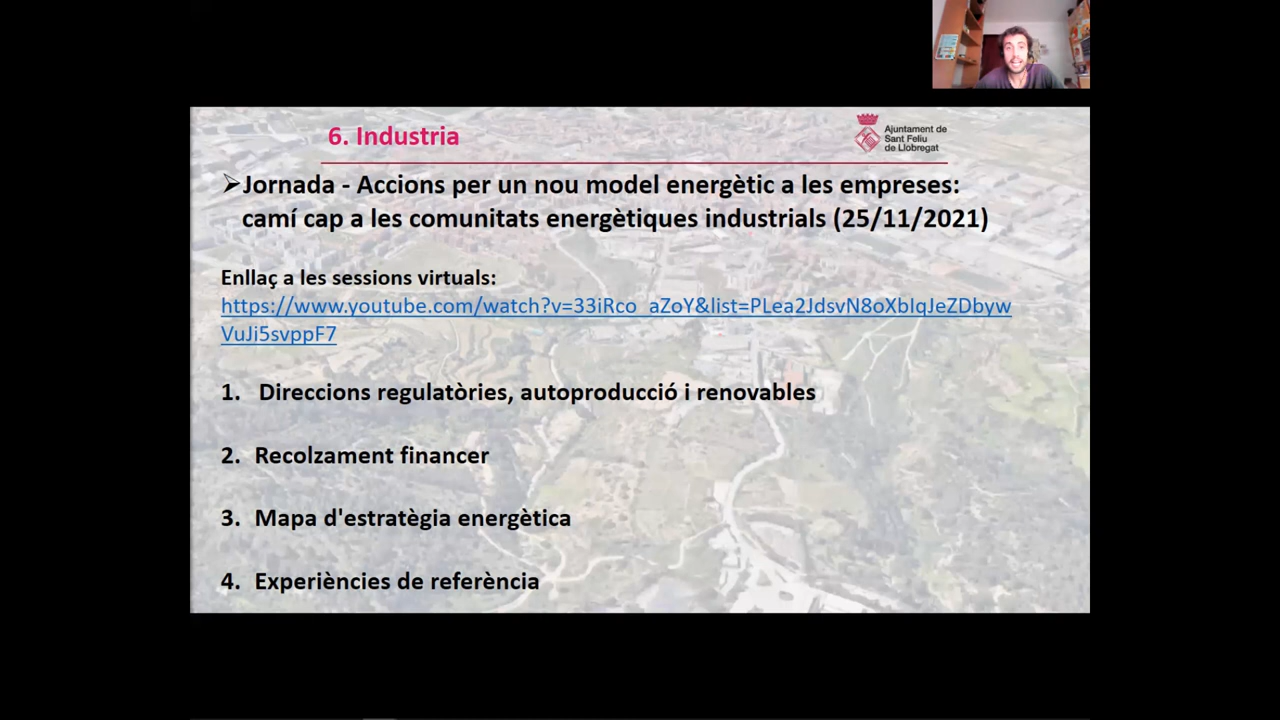 6. Industria
Ajuntament de
Sant Feliu
de Llobregat
Jornada - Accions per un nou model energètic a les empreses:
camí cap a les comunitats energètiques industrials (25/11/2021)
Enllaç a les sessions virtuals:
https://www.youtube.com/watch?v=33iRco_aZoY&list=PLea2JdsvN8oXbIqJeZDbyw
VuJi5svppF7
1. Direccions regulatòries, autoproducció i renovables
2. Recolzament financer
3. Mapa d'estratègia energètica
4. Experiències de referència